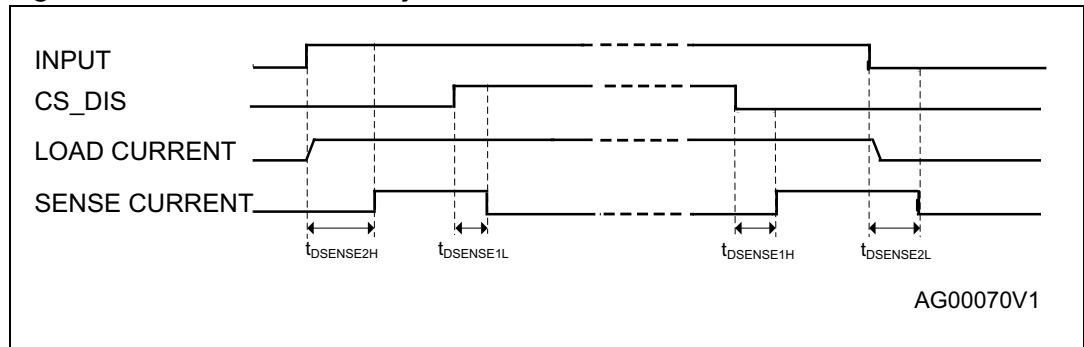 INPUT
CS_DIS
LOAD CURRENT
SENSE CURRENT
tDSENSE2H
tDSENSE1L
tDSENSE1H
tDSENSE2L
AG00070V1